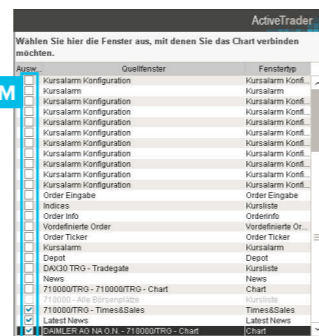 ActiveTrader
Wählen Sie hier die Fenster aus, mit denen Sie das Chart verbinden
möchten.
Ausw... Quellfenster Fenstertyp
Kursalarm Konfiguration Kursalarm Konfi...
Kursalarm Kursalarm
Kursalarm Konfiguration Kursalarm Konfi...
Kursalarm Konfiguration Kursalarm Konfi...
M
Kursalarm Konfiguration Kursalarm Konfi...
Kursalarm Konfiguration Kursalarm Konfi...
Kursalarm Konfiguration Kursalarm Konfi...
Kursalarm Konfiguration Kursalarm Konfi...
Kursalarm Konfiguration Kursalarm Konfi...
Kursalarm Konfiguration Kursalarm Konfi...
Kursalarm Konfiguration Kursalarm Konfi...
Order Eingabe Order Eingabe
Indices Kursliste
Order Info Orderinfo
Vordefinierte Order Vordefinierte Or...
Order Ticker Order Ticker
Kursalarm Kursalarm
Depot Depot
DAX30 TRG - Tradegate Kursliste
News News
710000/TRG - 710000/TRG - Chart Chart
710000 - Alle Börsenplätze Kursliste
710000/TRG - Times&Sales Times&Sales
Latest News Latest News
DAIMLER AG NA O.N. - 710000/TRG - Chart Chart